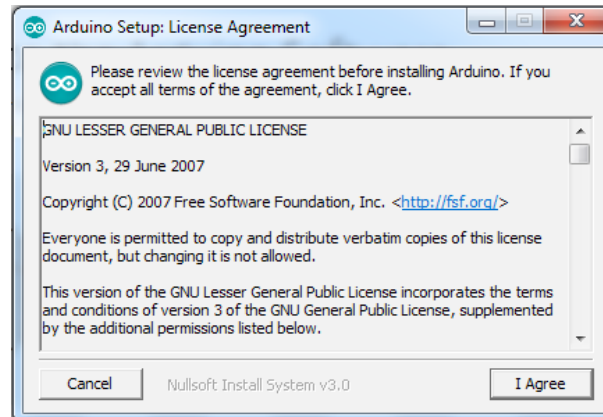 Arduino Setup: License Agreement
Please review the license agreement before installing Arduino. If you
accept all terms of the agreement, click I Agree.
GNU LESSER GENERAL PUBLIC LICENSE
Version 3, 29 June 2007
Copyright (C) 2007 Free Software Foundation, Inc. <http://fsf.org/>
Everyone is permitted to copy and distribute verbatim copies of this license
document, but changing it is not allowed.
This version of the GNU Lesser General Public License incorporates the terms
and conditions of version 3 of the GNU General Public License, supplemented
by the additional permissions listed below.
Cancel
Nullsoft Install System v3.0
I Agree